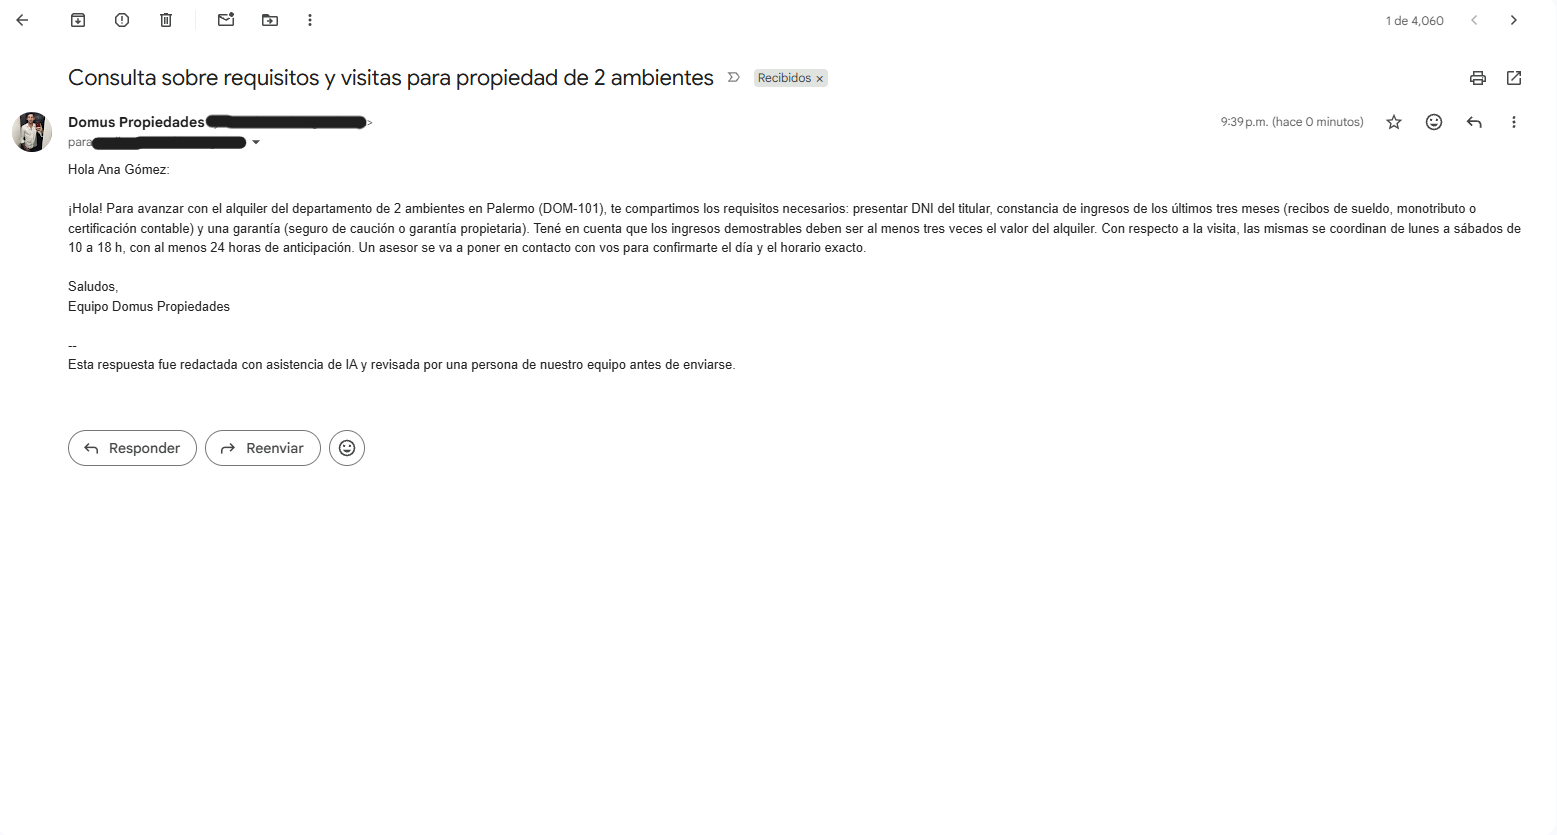 1 de 4,060
Consulta sobre requisitos y visitas para propiedad de 2 ambientes
Recibidos ×
Domus Propiedades
>
9:39 p.m. (hace 0 minutos)
para
Hola Ana Gómez:
¡Hola! Para avanzar con el alquiler del departamento de 2 ambientes en Palermo (DOM-101), te compartimos los requisitos necesarios: presentar DNI del titular, constancia de ingresos de los últimos tres meses (recibos de sueldo, monotributo o
certificación contable) y una garantía (seguro de caución o garantía propietaria). Tené en cuenta que los ingresos demostrables deben ser al menos tres veces el valor del alquiler. Con respecto a la visita, las mismas se coordinan de lunes a sábados de
10 a 18 h, con al menos 24 horas de anticipación. Un asesor se va a poner en contacto con vos para confirmarte el día y el horario exacto.
Saludos,
Equipo Domus Propiedades
--
Esta respuesta fue redactada con asistencia de IA y revisada por una persona de nuestro equipo antes de enviarse.
Responder
Reenviar